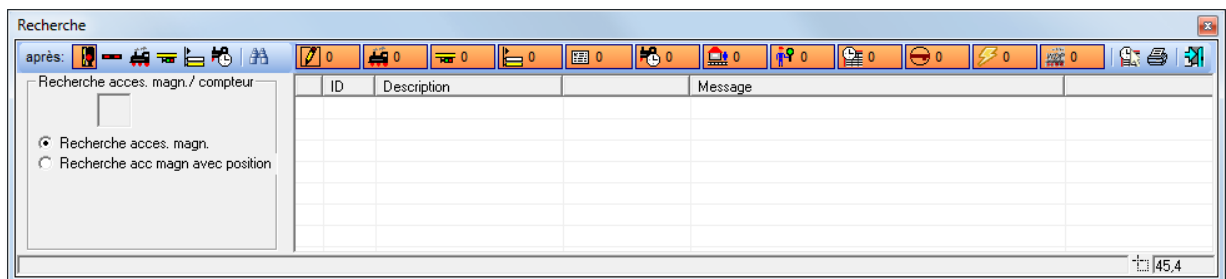 Recherche
après: 0 0 0 0 0 0 0 0 0 0 0 0
Recherche acces. magn./ compteur
ID Description Message
Recherche acces. magn.
Recherche acc magn avec position
45,4